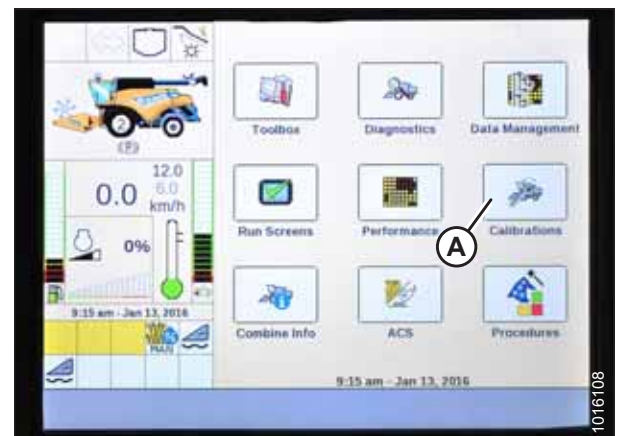 Toolbox
Diagnostics
Data Management
(P)
12.0
6.0
0.0
km/h
Run Screens
Performance
Calibrations
A
0%
9:15 am - Jan 13, 2016
MAN
Combine Info
ACS
Procedures
9:15 am - Jan 13, 2016
1016108